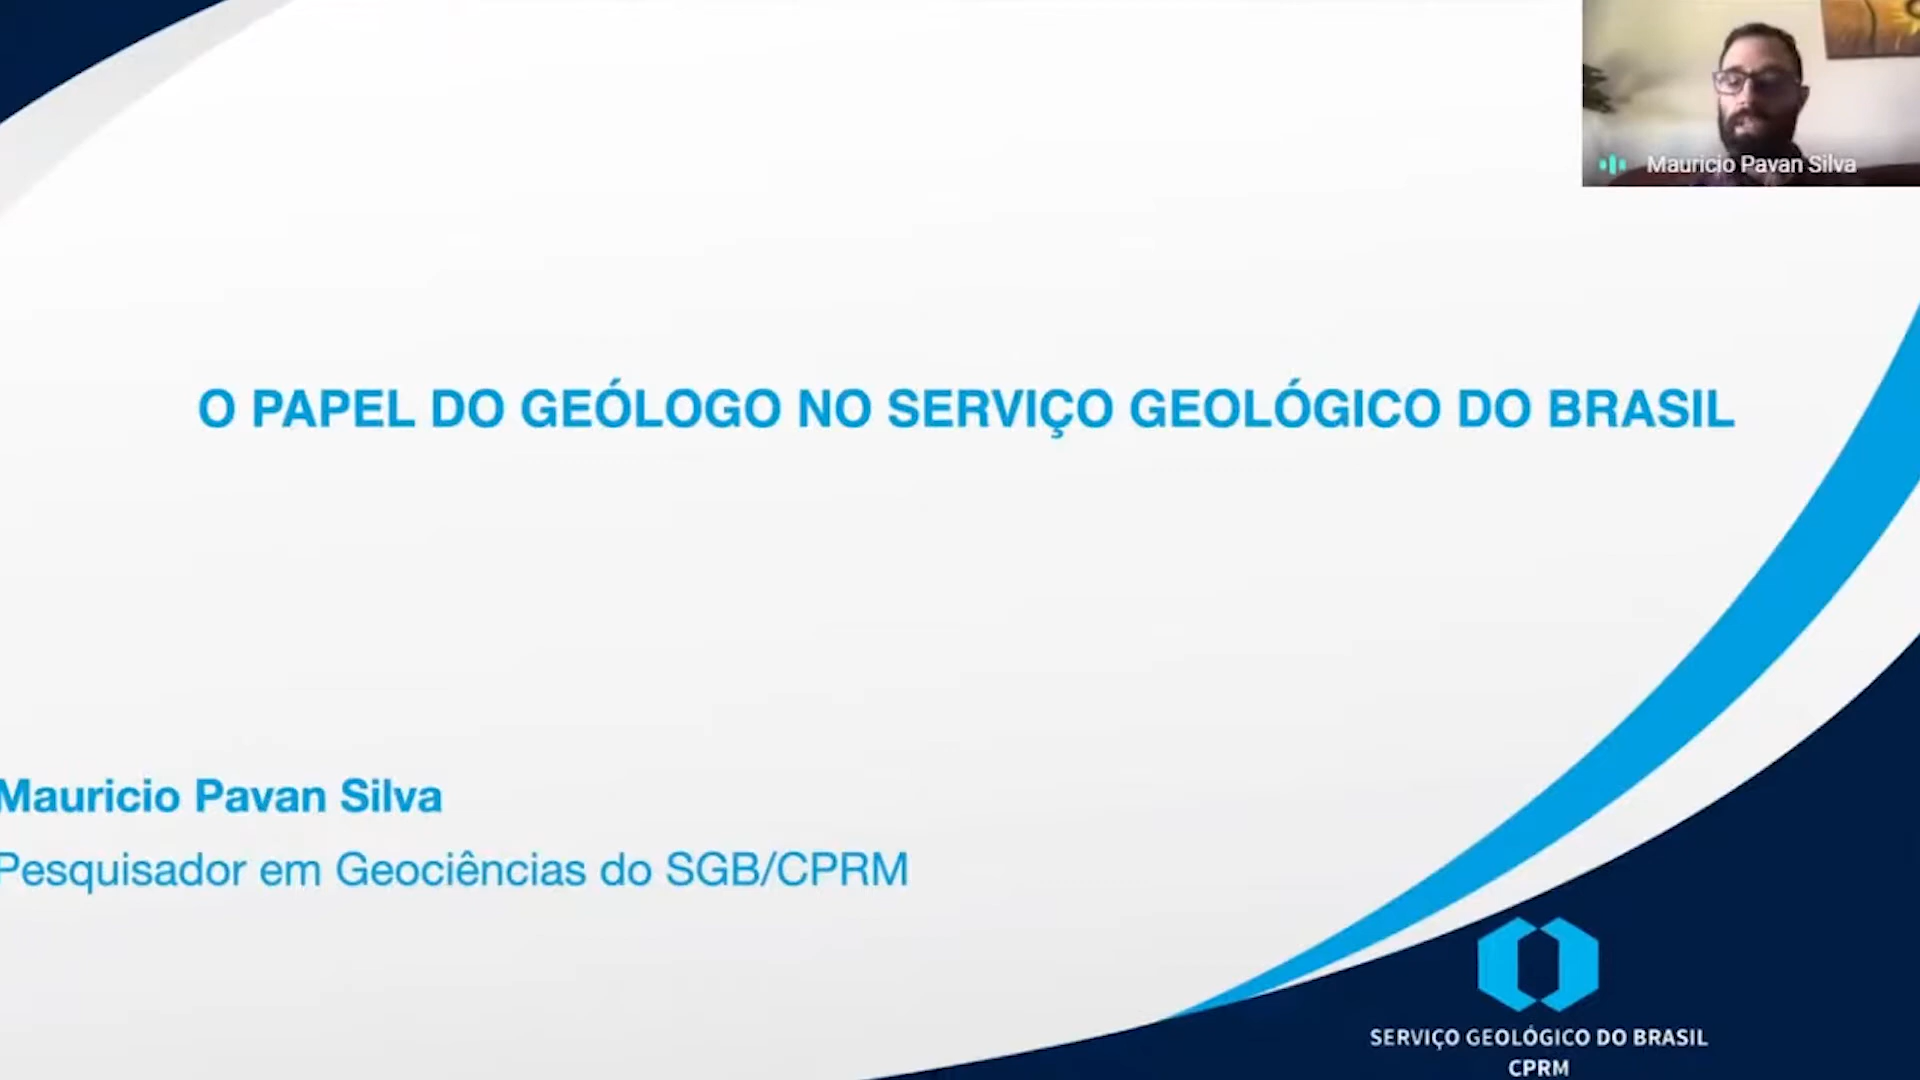 Mauricio Pavan Silva
O PAPEL DO GEÓLOGO NO SERVIÇO GEOLÓGICO DO BRASIL
Mauricio Pavan Silva
Pesquisador em Geociências do SGB/CPRM
SERVIÇO GEOLÓGICO DO BRASIL
CPRM